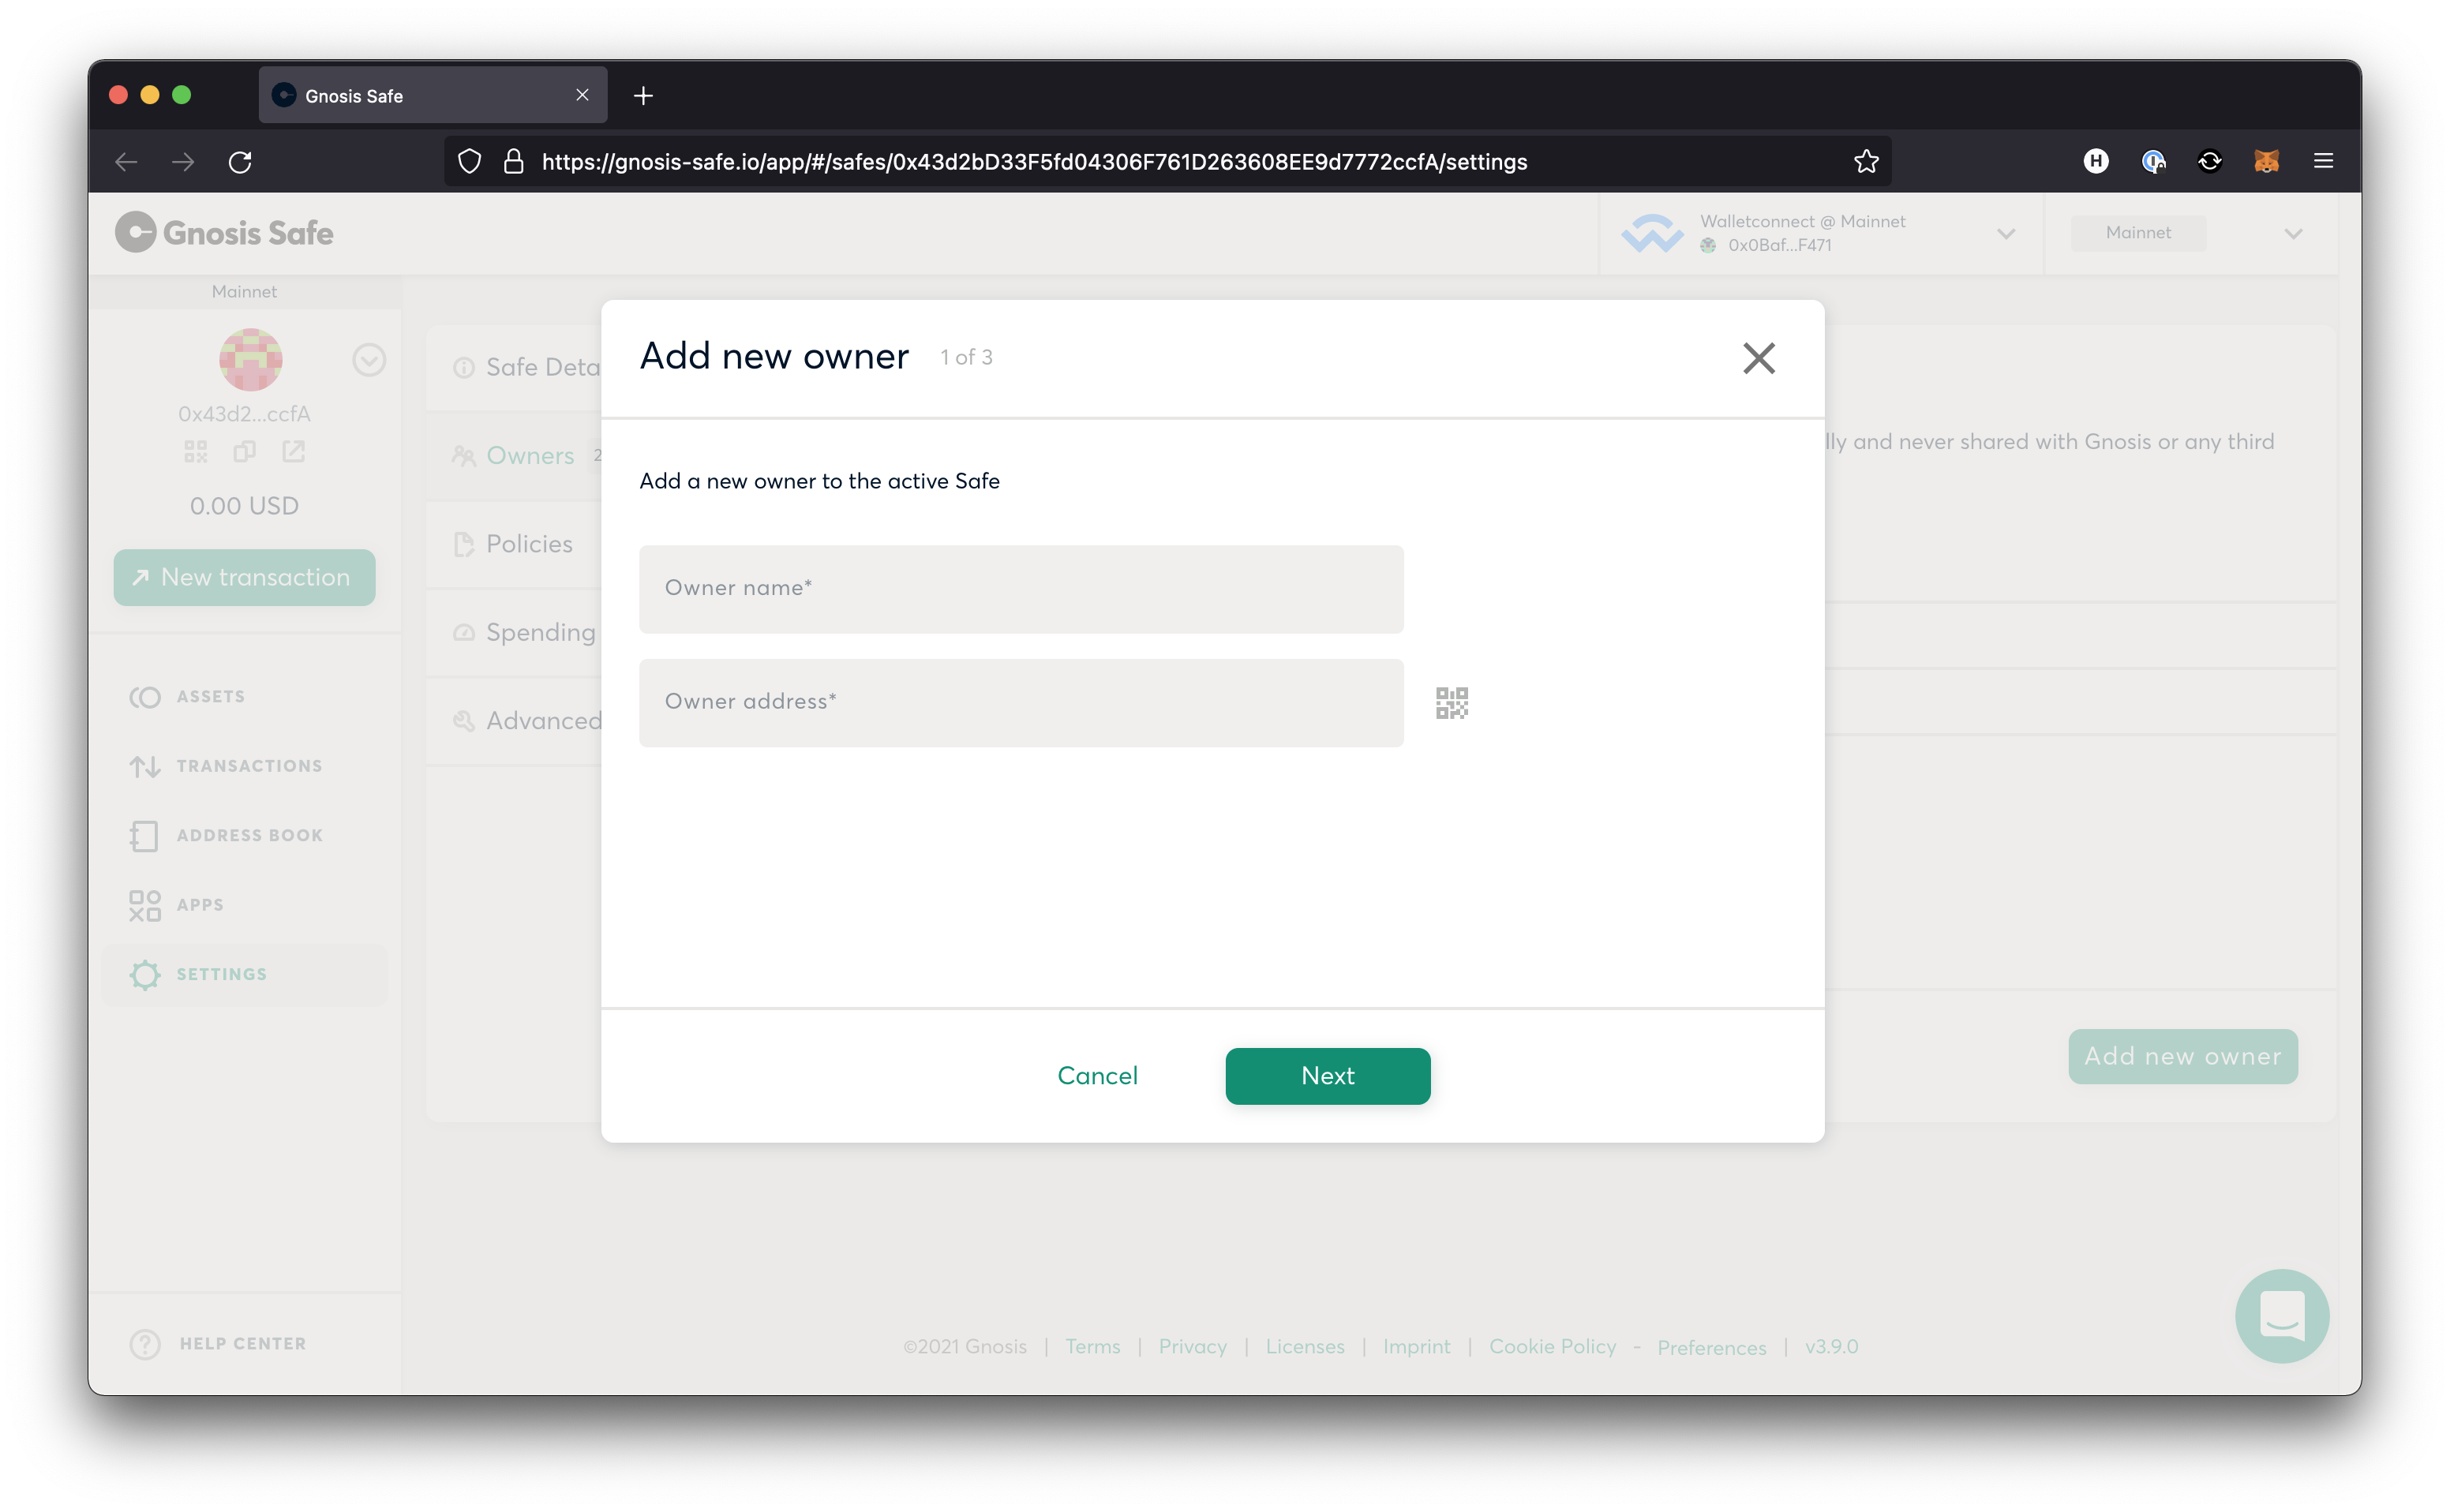 Gnosis Safe
https://gnosis-safe.io/app/#/safes/0x43d2bD33F5fd04306F761D263608EE9d7772ccfA/settings
Gnosis Safe
Walletconnect @ Mainnet
0x0Baf...F471
Mainnet
Mainnet
0x43d2...ccfA
0.00 USD
New transaction
ASSETS
TRANSACTIONS
ADDRESS BOOK
APPS
SETTINGS
HELP CENTER
Safe Deta
Owners 2
Policies
Spending
Advanced
lly and never shared with Gnosis or any third
Add new owner 1 of 3
Add a new owner to the active Safe
Owner name*
Owner address*
Cancel
Next
Add new owner
©2021 Gnosis | Terms | Privacy | Licenses | Imprint | Cookie Policy - Preferences | v3.9.0